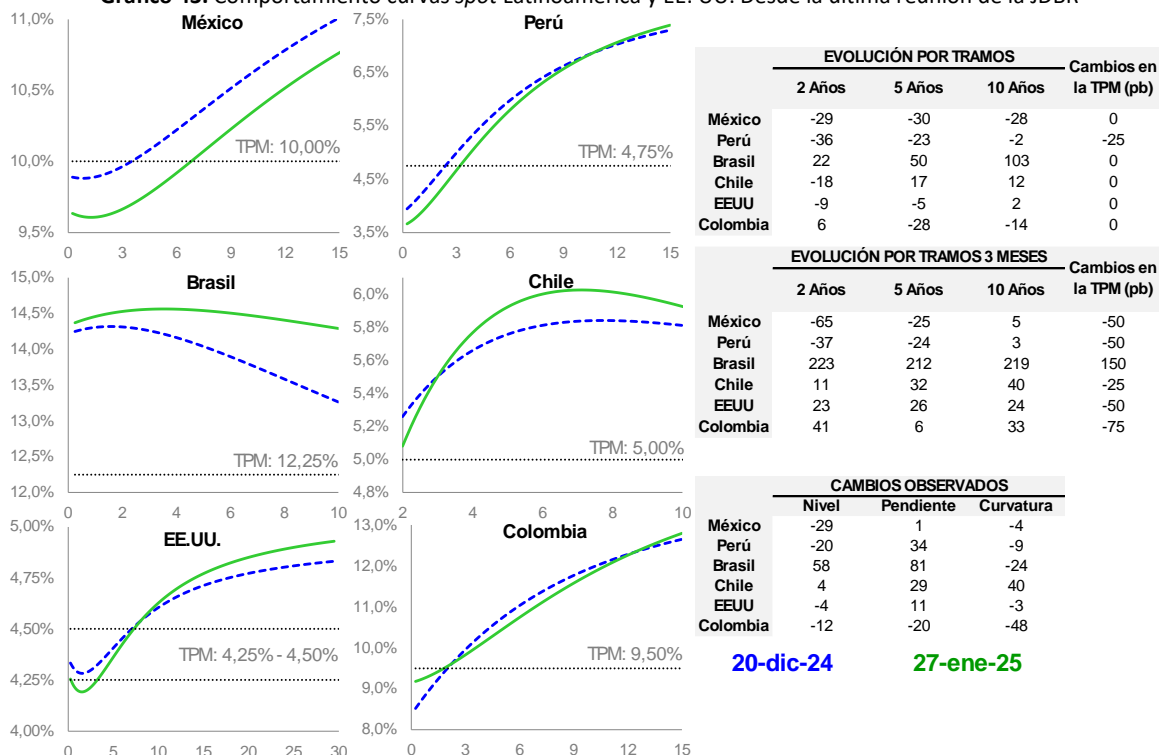 Gráfico 45. Comportamiento curvas spot Latinoamérica y EE. UU. Desde la última reunión de la JDBR
México
11,0%
10,5%
10,0%
9,5%
TPM: 10,00%
0 3 6 9 12 15
Perú
7,5%
6,5%
5,5%
4,5%
3,5%
TPM: 4,75%
0 3 6 9 12 15
Brasil
15,0%
14,5%
14,0%
13,5%
13,0%
12,5%
12,0%
TPM: 12,25%
0 2 4 6 8 10
Chile
6,0%
5,8%
5,6%
5,4%
5,2%
5,0%
4,8%
TPM: 5,00%
2 4 6 8 10
EE.UU.
5,00%
4,75%
4,50%
4,25%
4,00%
TPM: 4,25% - 4,50%
0 5 10 15 20 25 30
Colombia
13,0%
12,0%
11,0%
10,0%
9,0%
8,0%
TPM: 9,50%
0 3 6 9 12 15
EVOLUCIÓN POR TRAMOS Cambios en la TPM (pb)
2 Años 5 Años 10 Años
México -29 -30 -28 0
Perú -36 -23 -2 -25
Brasil 22 50 103 0
Chile -18 17 12 0
EEUU -9 -5 2 0
Colombia 6 -28 -14 0
EVOLUCIÓN POR TRAMOS 3 MESES Cambios en la TPM (pb)
2 Años 5 Años 10 Años
México -65 -25 5 -50
Perú -37 -24 3 -50
Brasil 223 212 219 150
Chile 11 32 40 -25
EEUU 23 26 24 -50
Colombia 41 6 33 -75
CAMBIOS OBSERVADOS
Nivel Pendiente Curvatura
México -29 1 -4
Perú -20 34 -9
Brasil 58 81 -24
Chile 4 29 40
EEUU -4 11 -3
Colombia -12 -20 -48
20-dic-24 27-ene-25